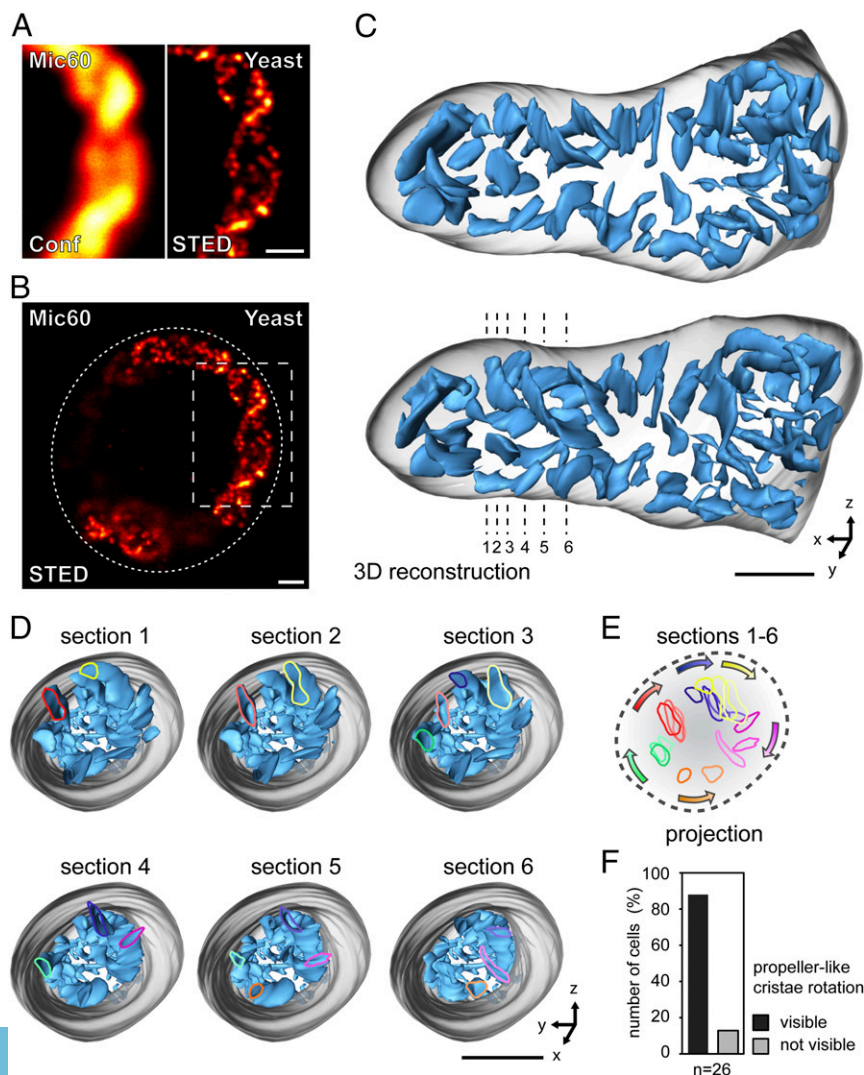 A
Mic60
Yeast
Conf
STED
B
Mic60
Yeast
STED
C
1 2 3 4 5 6
3D reconstruction
z
x
y
D
section 1
section 2
section 3
section 4
section 5
section 6
z
y
x
E
sections 1-6
projection
F
number of cells (%)
100
80
60
40
20
0
n=26
propeller-like
cristae rotation
visible
not visible